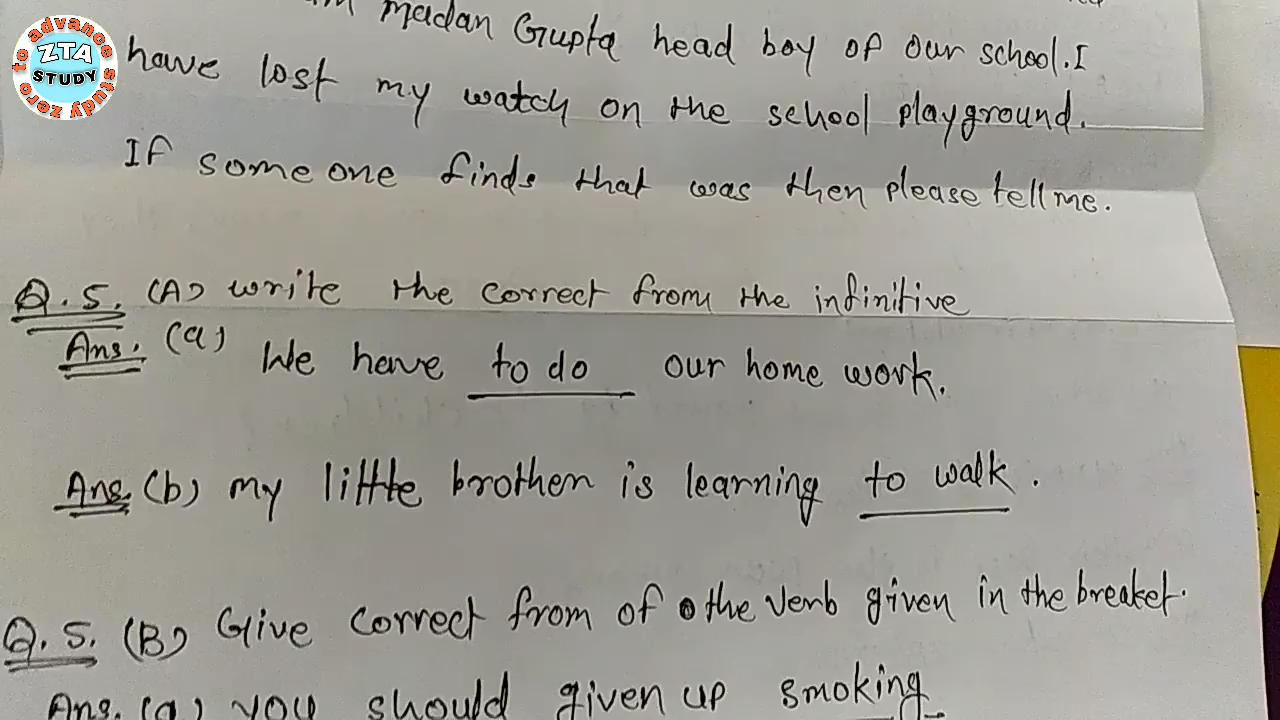 zero to advance study
ZTA
STUDY
Madan Gupta head boy of our school. I
have lost my watch on the school playground.
If some one finds that was then please tell me.
Q.5. (A) write the correct from the infinitive
Ans. (a) We have to do our home work.
Ans (b) my little brother is learning to walk.
Q.5. (B) Give correct from of the verb given in the breaket.
Ans. (a) you should given up smoking